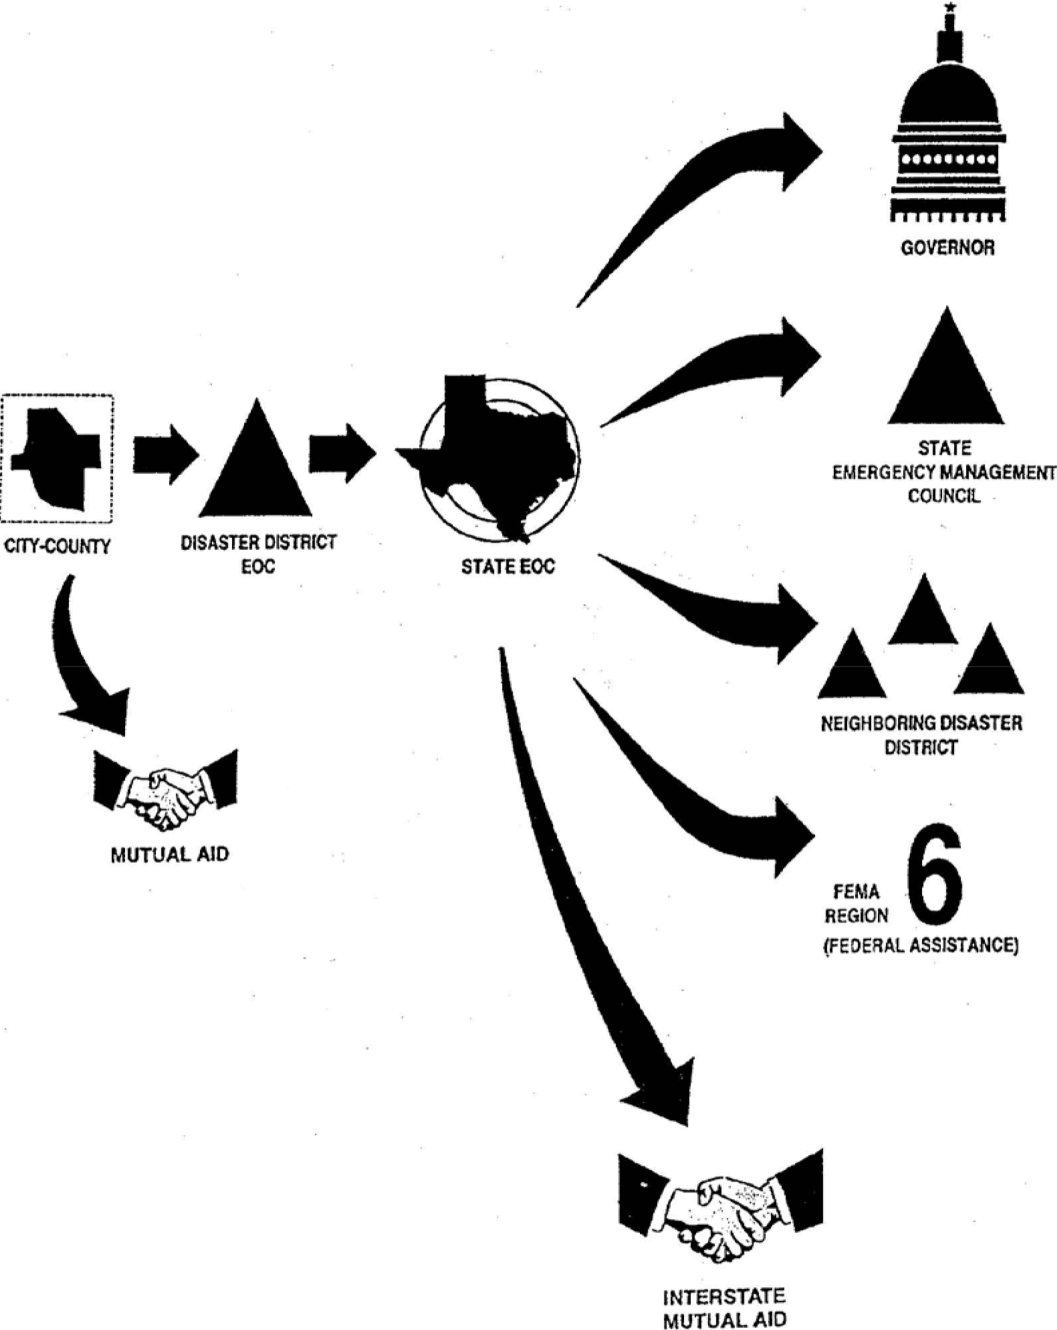 GOVERNOR
STATE
EMERGENCY MANAGEMENT
COUNCIL
CITY-COUNTY
DISASTER DISTRICT
EOC
STATE EOC
NEIGHBORING DISASTER
DISTRICT
MUTUAL AID
FEMA
REGION 6
(FEDERAL ASSISTANCE)
INTERSTATE
MUTUAL AID